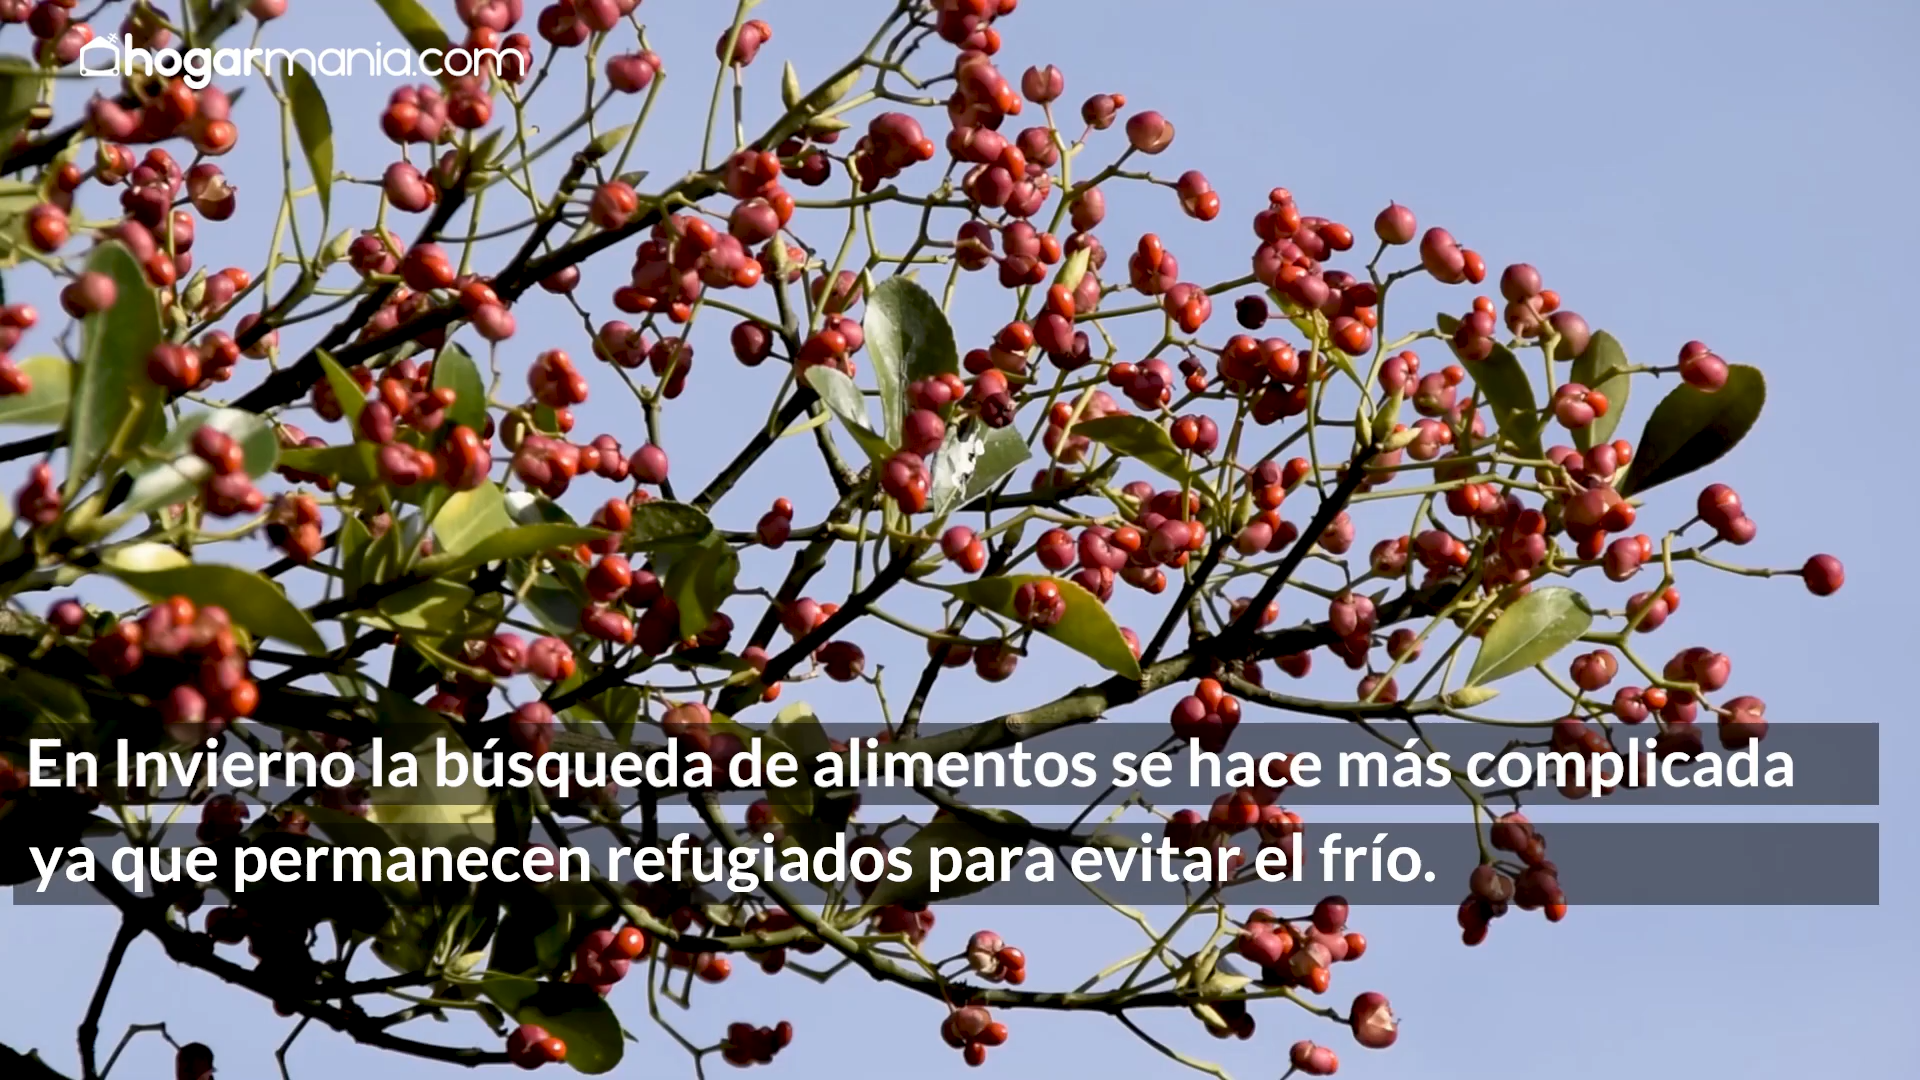 hogarmania.com
En Invierno la búsqueda de alimentos se hace más complicada
ya que permanecen refugiados para evitar el frío.